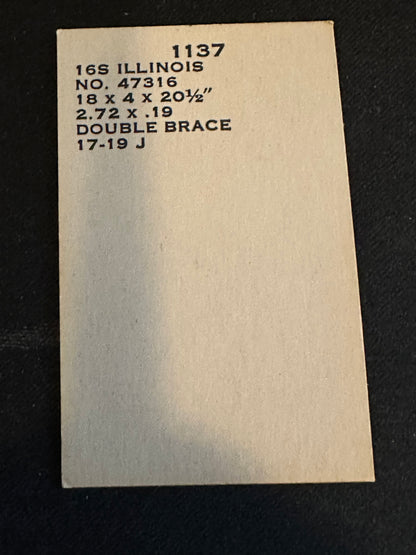 1137
16S ILLINOIS
NO. 47316
18 x 4 x 20½″
2.72 x .19
DOUBLE BRACE
17-19 J